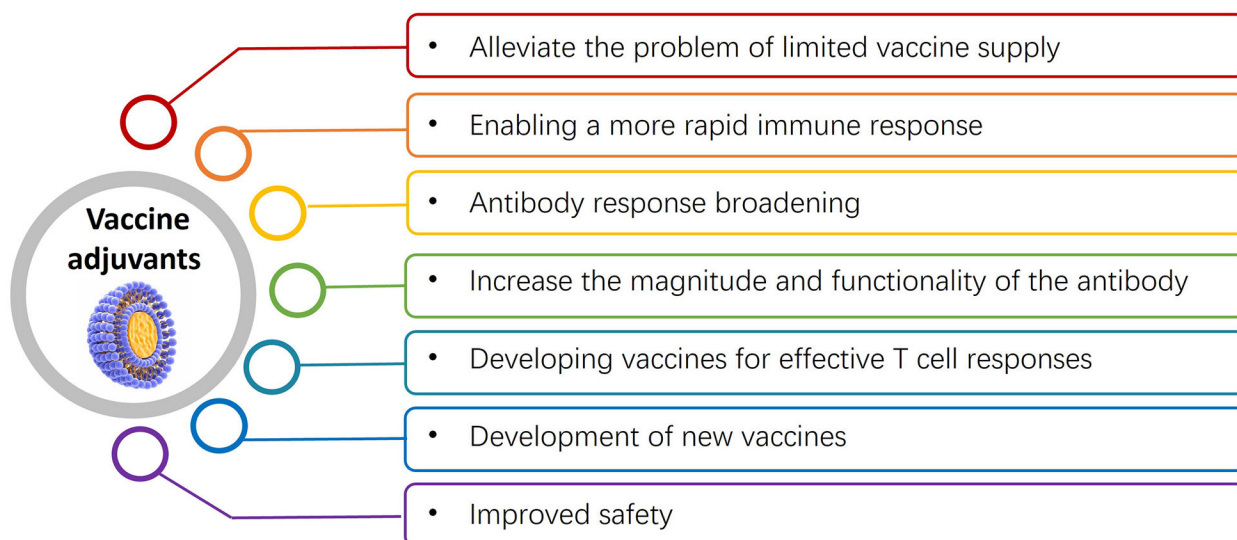 Vaccine
adjuvants
• Alleviate the problem of limited vaccine supply
• Enabling a more rapid immune response
• Antibody response broadening
• Increase the magnitude and functionality of the antibody
• Developing vaccines for effective T cell responses
• Development of new vaccines
• Improved safety